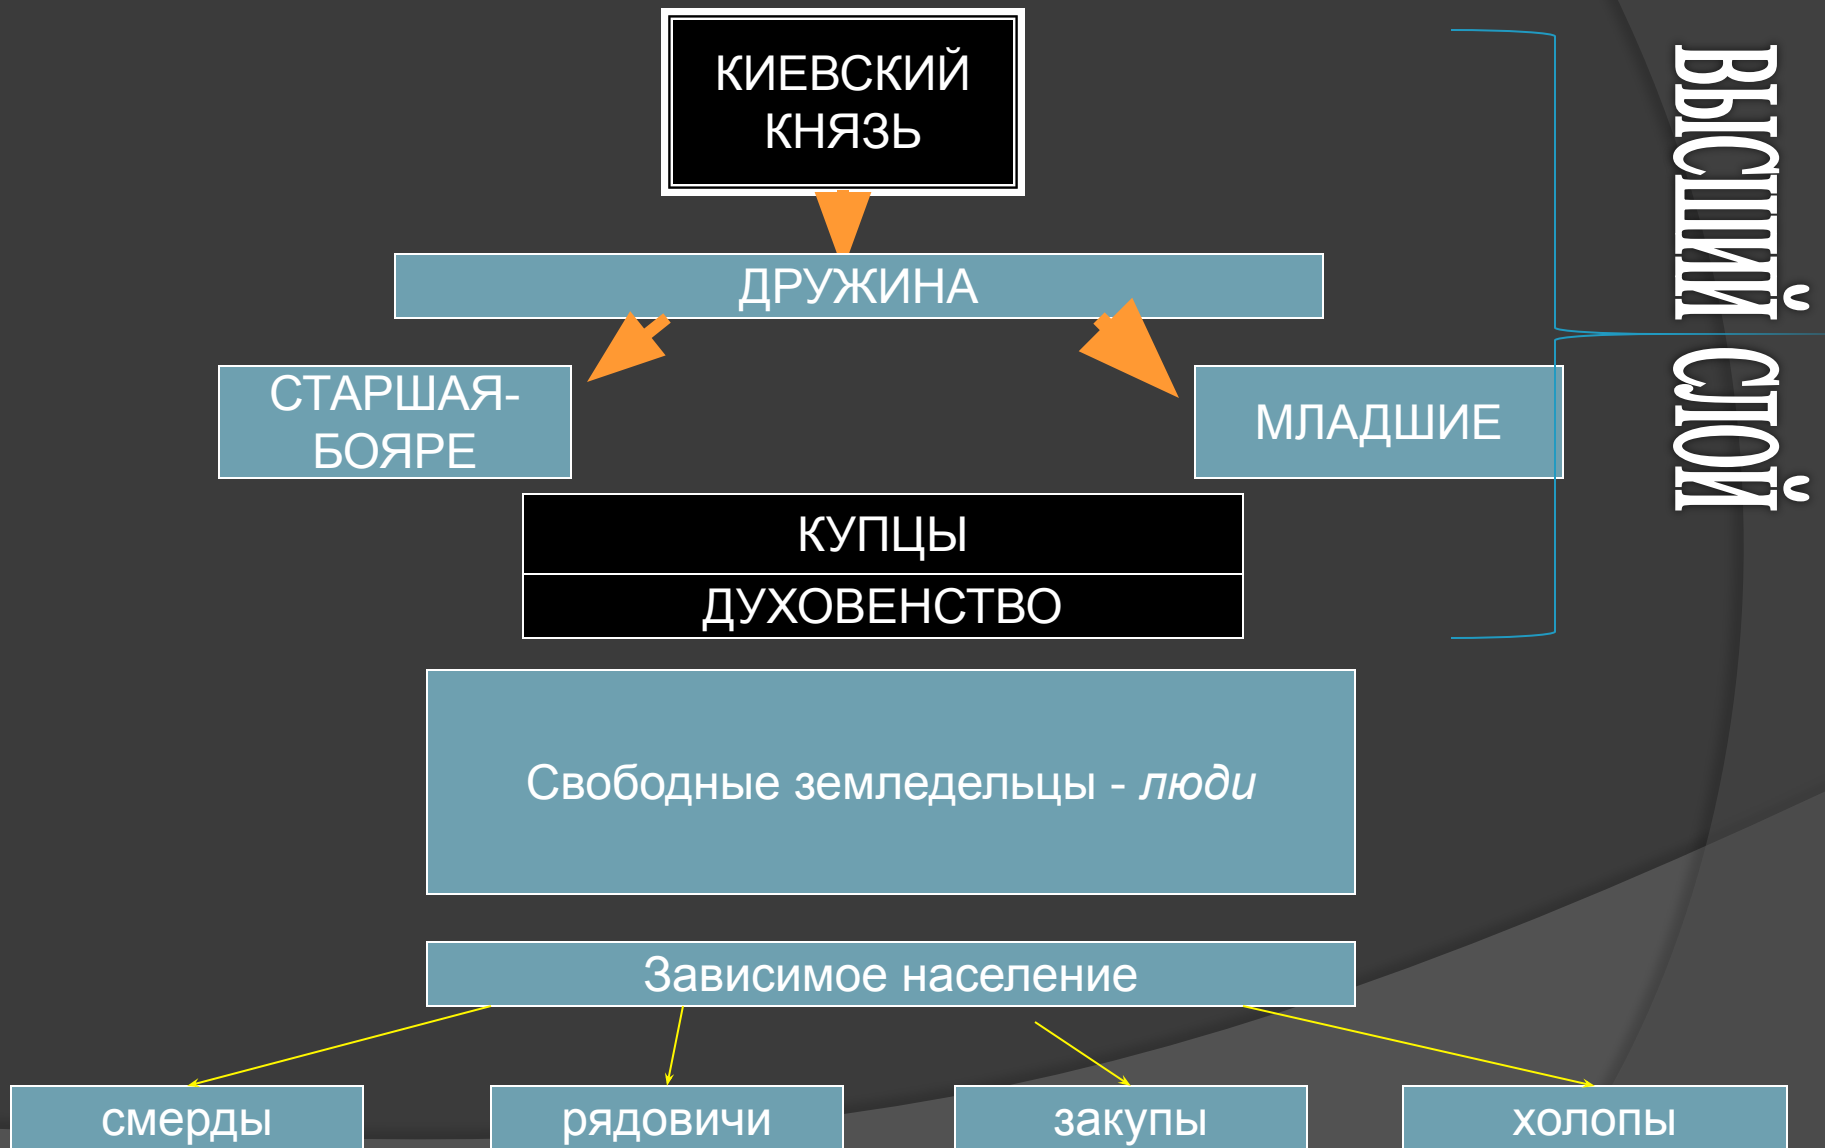 КИЕВСКИЙ
КНЯЗЬ
ДРУЖИНА
СТАРШАЯ-
БОЯРЕ
МЛАДШИЕ
КУПЦЫ
ДУХОВЕНСТВО
Свободные земледельцы - люди
Зависимое население
смерды
рядовичи
закупы
холопы
ВЫСШИЙ СЛОЙ